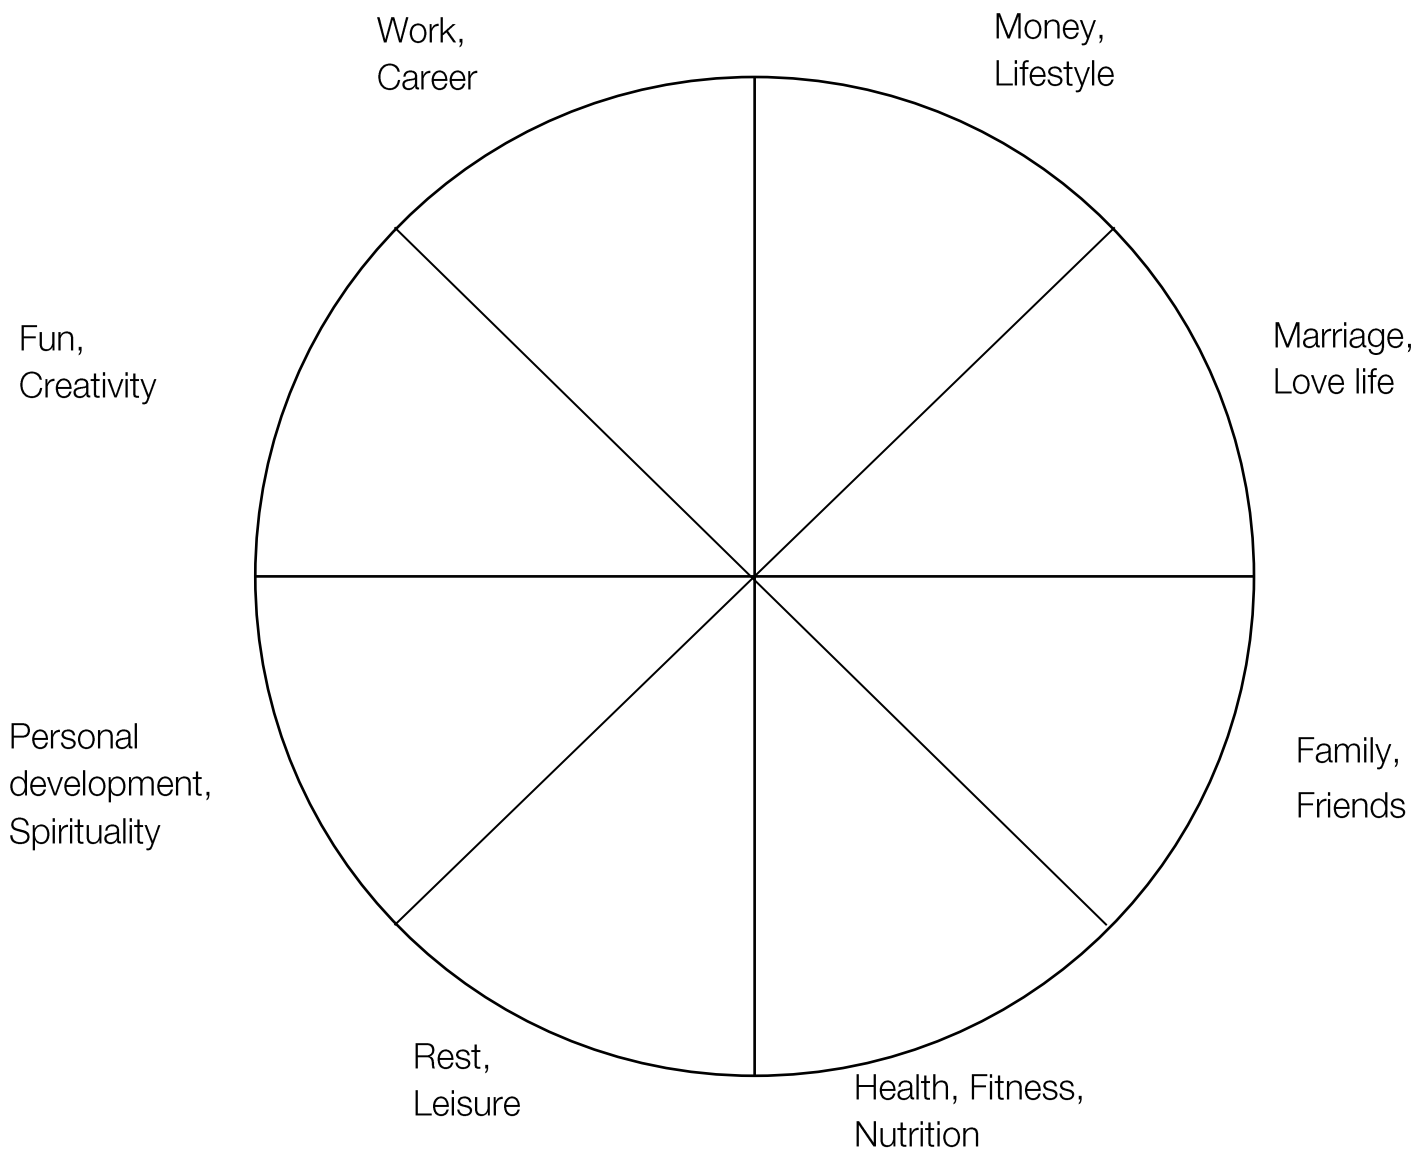 Work,
Career
Money,
Lifestyle
Fun,
Creativity
Marriage,
Love life
Personal
development,
Spirituality
Family,
Friends
Rest,
Leisure
Health, Fitness,
Nutrition